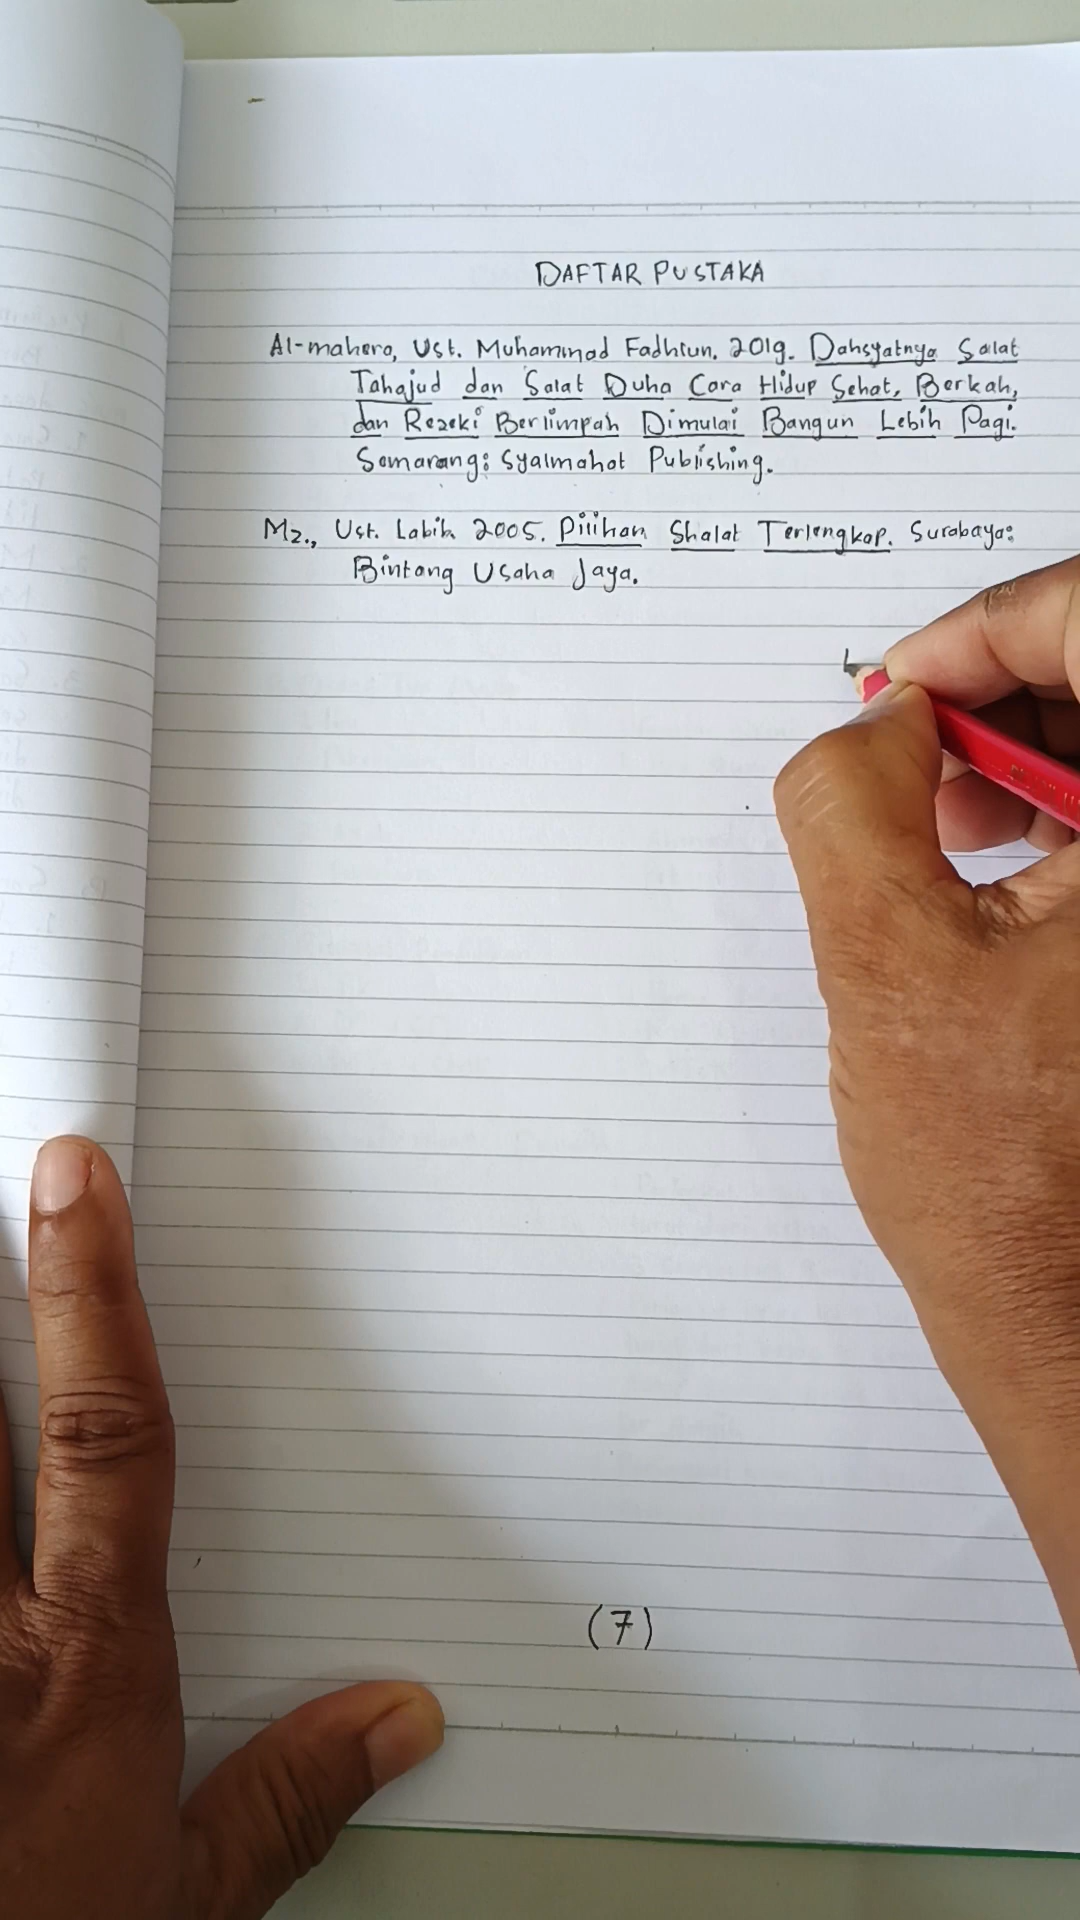 DAFTAR PUSTAKA
Al-mahera, Ust. Muhammad Fadhlun. 2019. Dahsyatnya Salat
Tahajud dan Salat Duha Cara Hidup Sehat, Berkah,
dan Rezeki Berlimpah Dimulai Bangun Lebih Pagi.
Semarang: Syalmahat Publishing.
Mz., Ust. Labib. 2005. Pilihan Shalat Terlengkap. Surabaya:
Bintang Usaha Jaya.
(7)